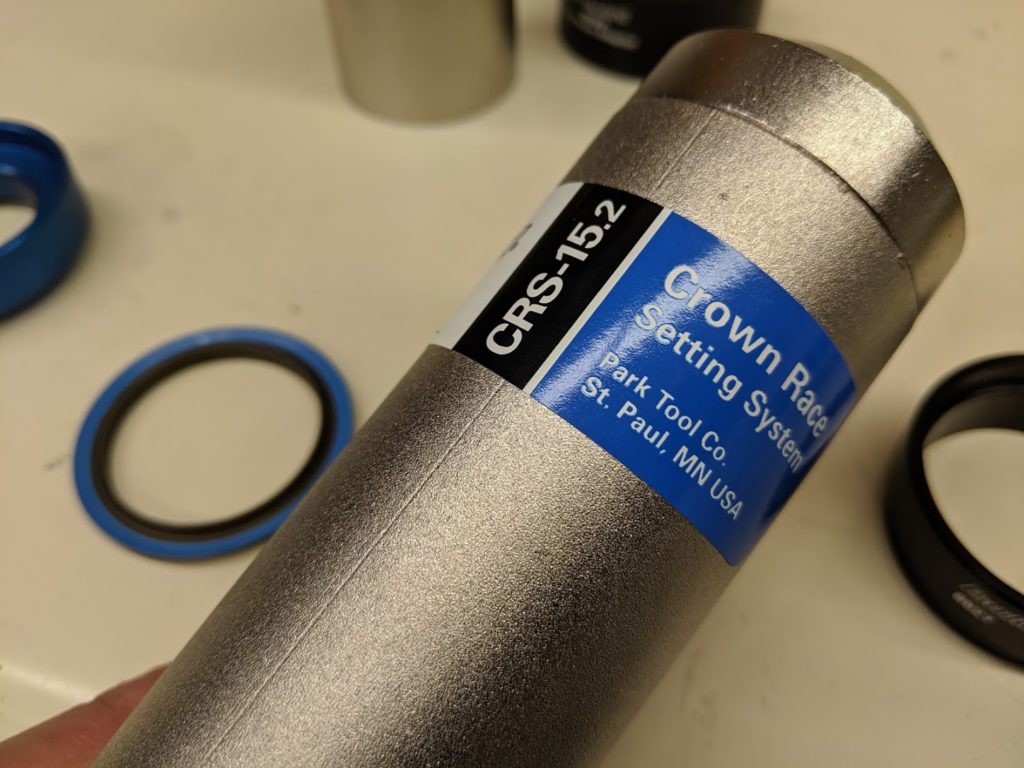 CRS-15.2
Crown Race
Setting System
Park Tool Co.
St. Paul, MN USA